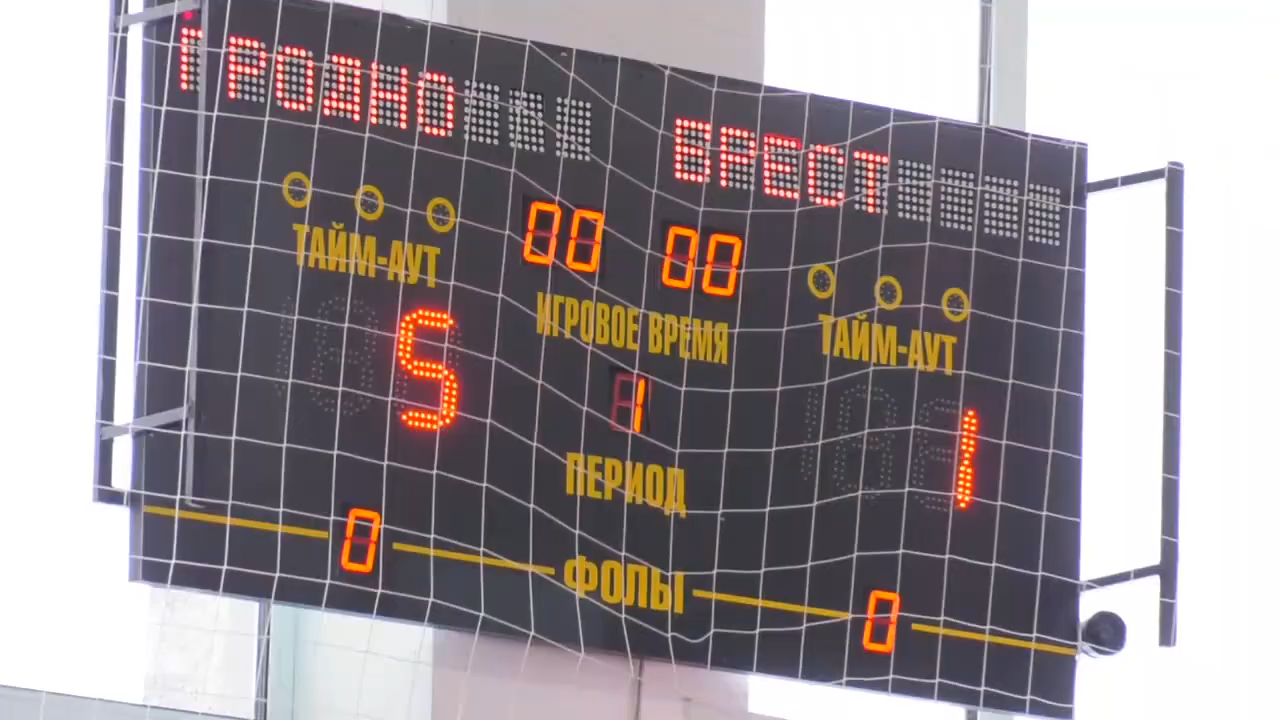 ГРОДНО БРЕСТ
00 00
ТАЙМ-АУТ ИГРОВОЕ ВРЕМЯ ТАЙМ-АУТ
5 1 1
ПЕРИОД
0 ФОЛЫ 0